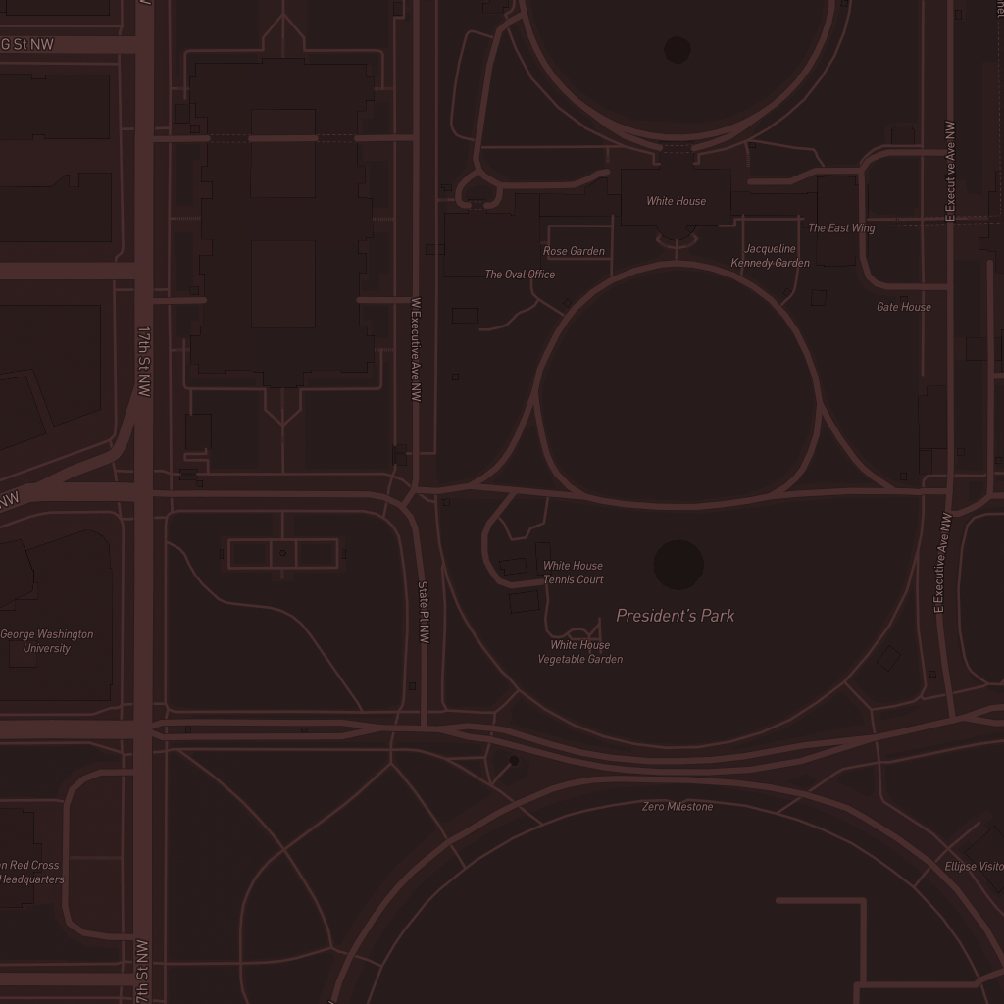 G St NW
E Executive Ave NW
White House
The East Wing
Rose Garden
Jacqueline
Kennedy Garden
The Oval Office
Gate House
17th St NW
W Executive Ave NW
NW
E Executive Ave NW
White House
Tennis Court
State Pl NW
President's Park
George Washington
University
White House
Vegetable Garden
Zero Milestone
an Red Cross
Headquarters
Ellipse Visito
7th St NW